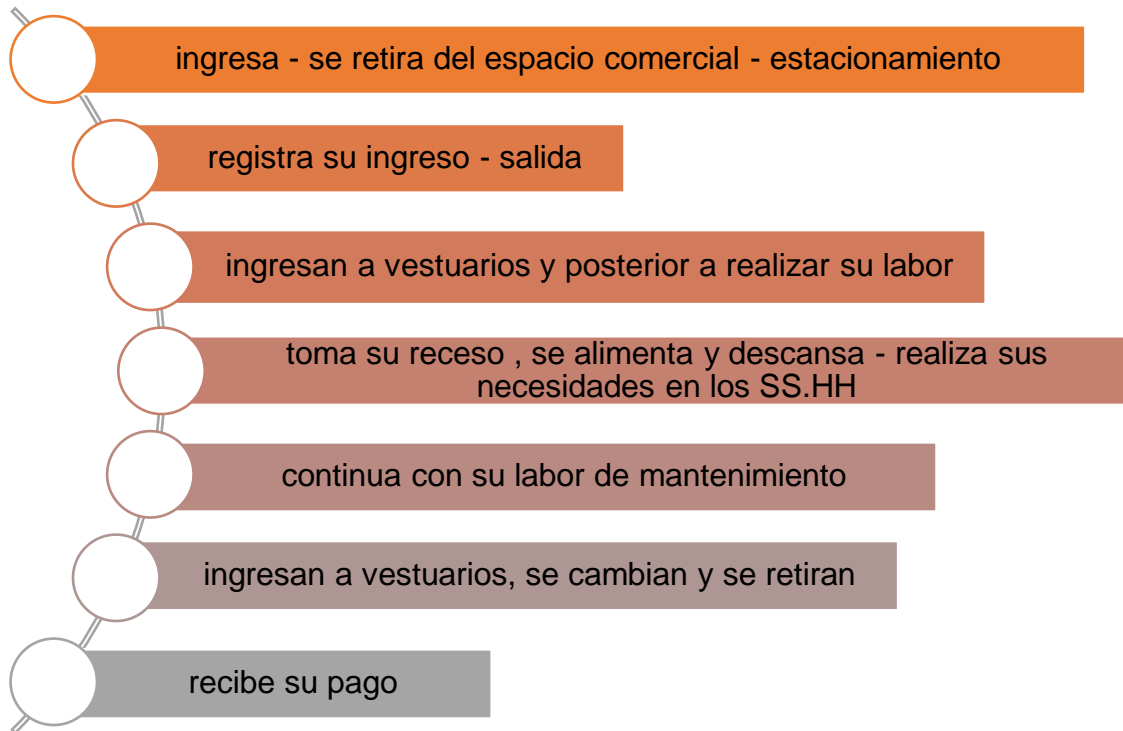 ingresa - se retira del espacio comercial - estacionamiento
registra su ingreso - salida
ingresan a vestuarios y posterior a realizar su labor
toma su receso , se alimenta y descansa - realiza sus
necesidades en los SS.HH
continua con su labor de mantenimiento
ingresan a vestuarios, se cambian y se retiran
recibe su pago